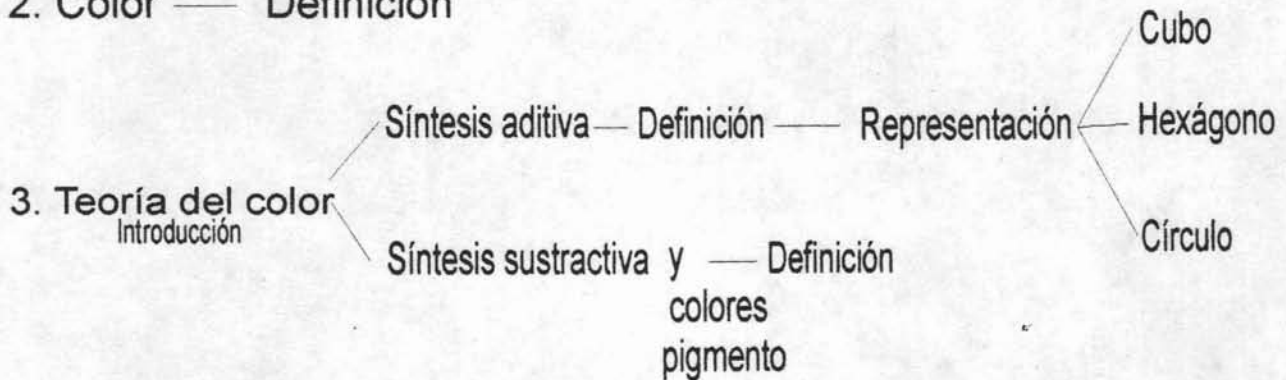 2. Color Definición
Cubo
Síntesis aditiva Definición Representación Hexágono
3. Teoría del color
Introducción
Círculo
Síntesis sustractiva y Definición
colores
pigmento